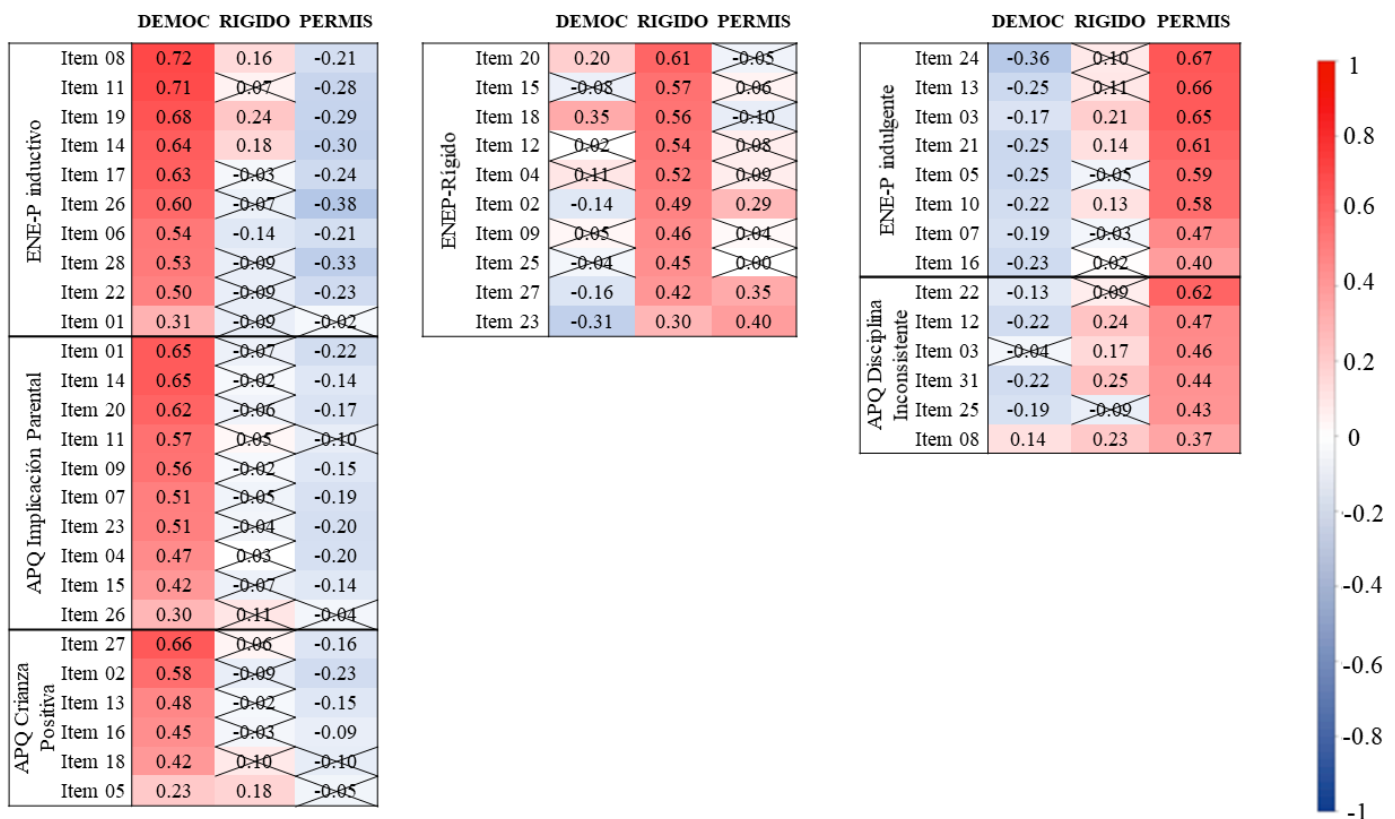 DEMOC RIGIDO PERMIS
ENE-P inductivo
Item 08 0.72 0.16 -0.21
Item 11 0.71 0.07 -0.28
Item 19 0.68 0.24 -0.29
Item 14 0.64 0.18 -0.30
Item 17 0.63 -0.03 -0.24
Item 26 0.60 -0.07 -0.38
Item 06 0.54 -0.14 -0.21
Item 28 0.53 -0.09 -0.33
Item 22 0.50 -0.09 -0.23
Item 01 0.31 -0.09 -0.02
APQ Implicación Parental
Item 01 0.65 -0.07 -0.22
Item 14 0.65 -0.02 -0.14
Item 20 0.62 -0.06 -0.17
Item 11 0.57 0.05 -0.10
Item 09 0.56 -0.02 -0.15
Item 07 0.51 -0.05 -0.19
Item 23 0.51 -0.04 -0.20
Item 04 0.47 0.03 -0.20
Item 15 0.42 -0.07 -0.14
Item 26 0.30 0.11 -0.04
APQ Crianza
Positiva
Item 27 0.66 0.06 -0.16
Item 02 0.58 -0.09 -0.23
Item 13 0.48 -0.02 -0.15
Item 16 0.45 -0.03 -0.09
Item 18 0.42 0.10 -0.10
Item 05 0.23 0.18 -0.05
DEMOC RIGIDO PERMIS
ENEP-Rígido
Item 20 0.20 0.61 -0.05
Item 15 -0.08 0.57 0.06
Item 18 0.35 0.56 -0.10
Item 12 0.02 0.54 0.08
Item 04 0.11 0.52 0.09
Item 02 -0.14 0.49 0.29
Item 09 0.05 0.46 0.04
Item 25 -0.04 0.45 0.00
Item 27 -0.16 0.42 0.35
Item 23 -0.31 0.30 0.40
DEMOC RIGIDO PERMIS
ENE-P indulgente
Item 24 -0.36 0.10 0.67
Item 13 -0.25 0.11 0.66
Item 03 -0.17 0.21 0.65
Item 21 -0.25 0.14 0.61
Item 05 -0.25 -0.05 0.59
Item 10 -0.22 0.13 0.58
Item 07 -0.19 -0.03 0.47
Item 16 -0.23 0.02 0.40
APQ Disciplina
Inconsistente
Item 22 -0.13 0.09 0.62
Item 12 -0.22 0.24 0.47
Item 03 -0.04 0.17 0.46
Item 31 -0.22 0.25 0.44
Item 25 -0.19 -0.09 0.43
Item 08 0.14 0.23 0.37
1
0.8
0.6
0.4
0.2
0
-0.2
-0.4
-0.6
-0.8
-1